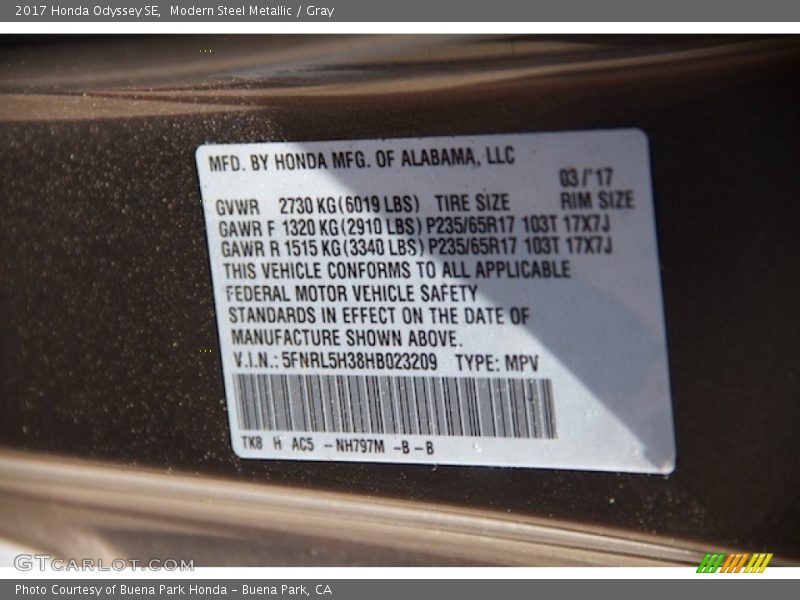 2017 Honda Odyssey SE, Modern Steel Metallic / Gray
MFD. BY HONDA MFG. OF ALABAMA, LLC
03/'17
GVWR 2730 KG(6019 LBS) TIRE SIZE RIM SIZE
GAWR F 1320 KG(2910 LBS) P235/65R17 103T 17X7J
GAWR R 1515 KG(3340 LBS) P235/65R17 103T 17X7J
THIS VEHICLE CONFORMS TO ALL APPLICABLE
FEDERAL MOTOR VEHICLE SAFETY
STANDARDS IN EFFECT ON THE DATE OF
MANUFACTURE SHOWN ABOVE.
V.I.N.: 5FNRL5H38HB023209 TYPE: MPV
TK8 H AC5 -NH797M -B-B
GTCARLOT.COM
Photo Courtesy of Buena Park Honda - Buena Park, CA